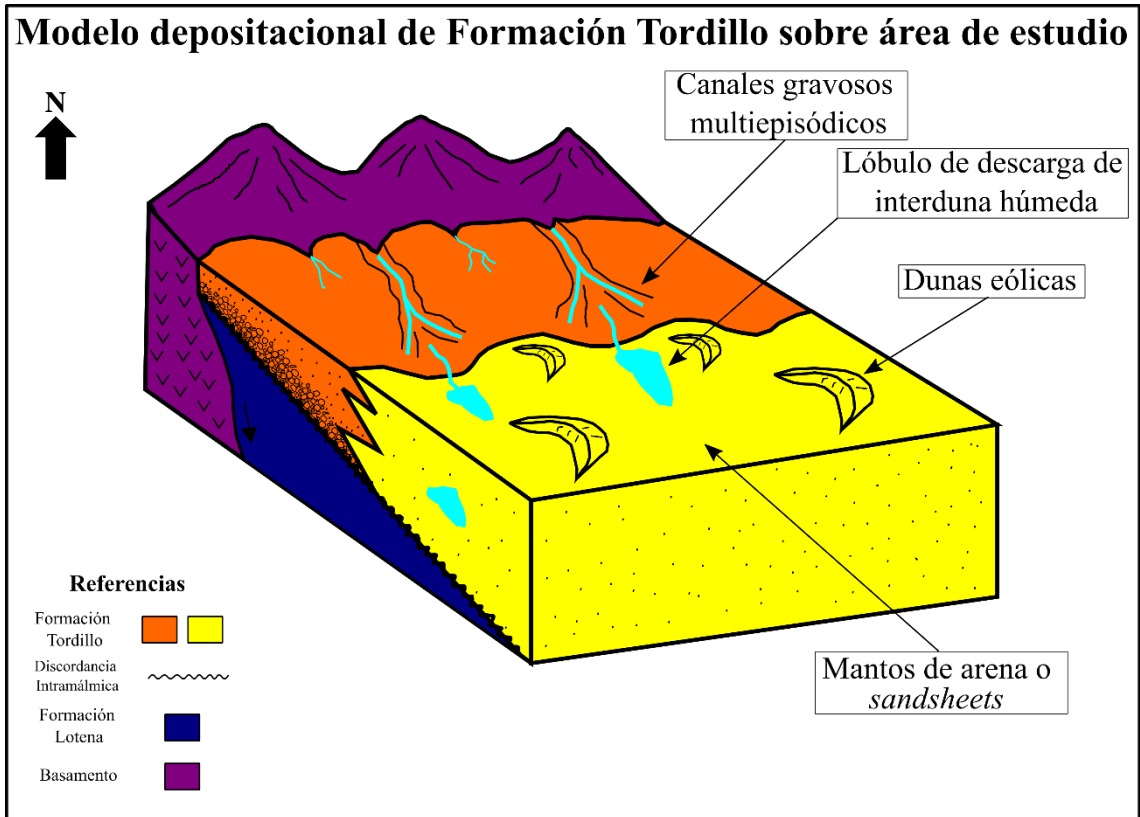 Modelo depositacional de Formación Tordillo sobre área de estudio
N
Canales gravosos
multiepisódicos
Lóbulo de descarga de
interduna húmeda
Dunas eólicas
Mantos de arena o
sandsheets
Referencias
Formación
Tordillo
Discordancia
Intramálmica
Formación
Lotena
Basamento